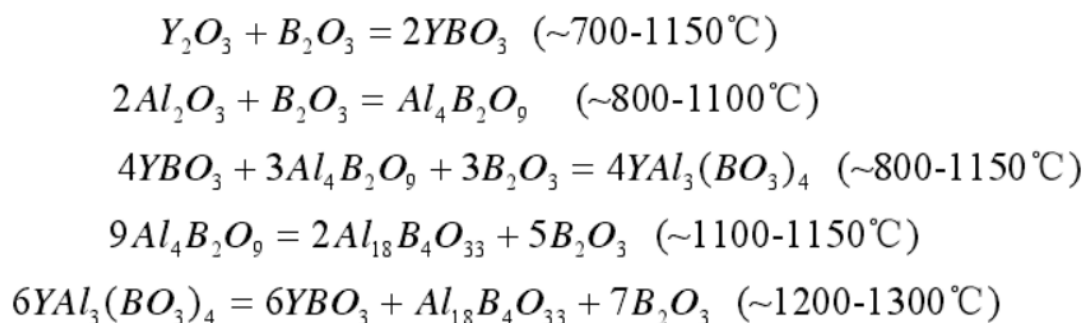 Y₂O₃ + B₂O₃ = 2YBO₃ (~700-1150℃)
2Al₂O₃ + B₂O₃ = Al₄B₂O₉ (~800-1100℃)
4YBO₃ + 3Al₄B₂O₉ + 3B₂O₃ = 4YAl₃(BO₃)₄ (~800-1150℃)
9Al₄B₂O₉ = 2Al₁₈B₄O₃₃ + 5B₂O₃ (~1100-1150℃)
6YAl₃(BO₃)₄ = 6YBO₃ + Al₁₈B₄O₃₃ + 7B₂O₃ (~1200-1300℃)